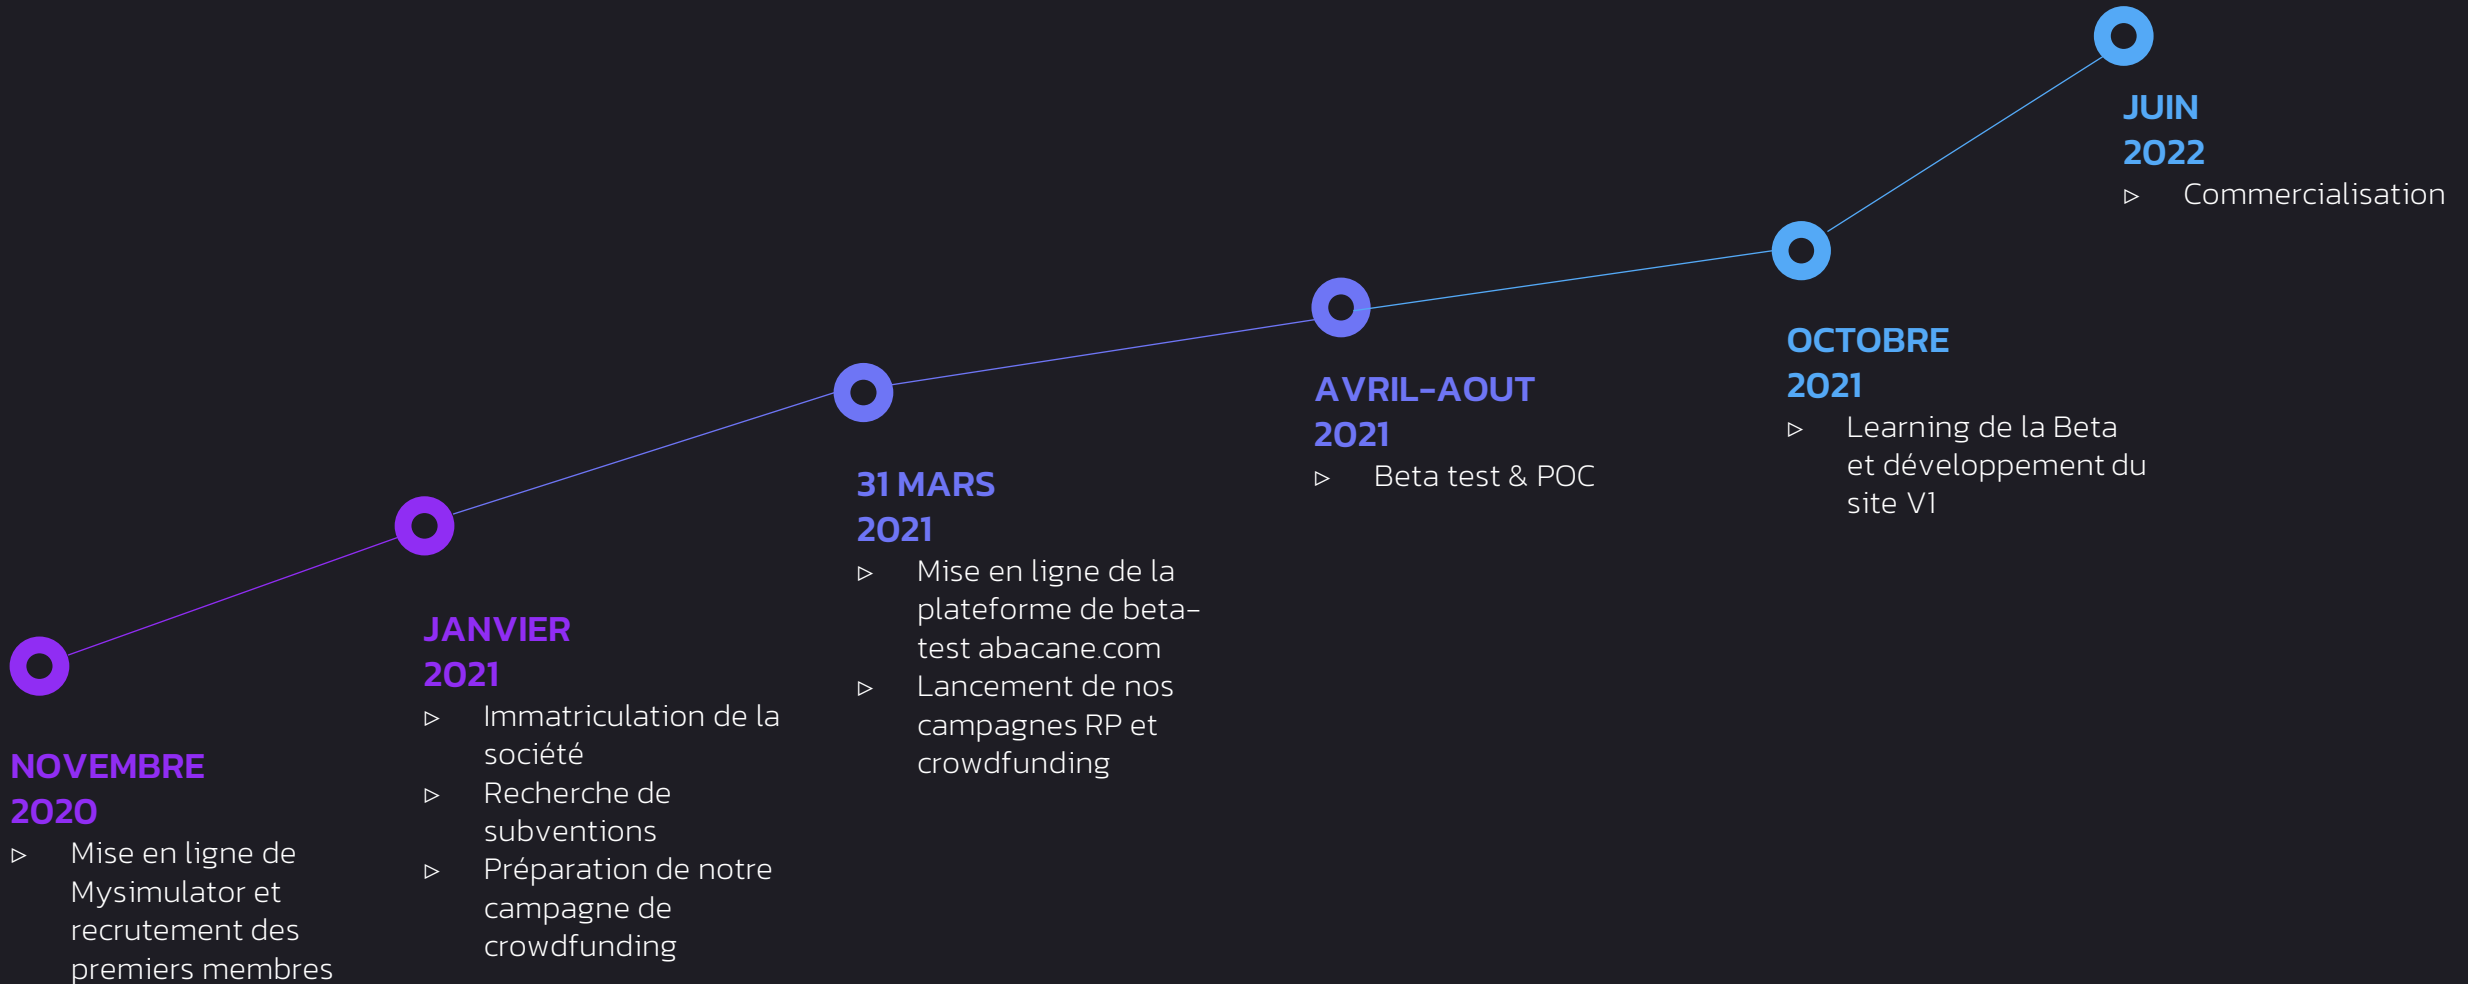 NOVEMBRE
2020
▹ Mise en ligne de
Mysimulator et
recrutement des
premiers membres
JANVIER
2021
▹ Immatriculation de la
société
▹ Recherche de
subventions
▹ Préparation de notre
campagne de
crowdfunding
31 MARS
2021
▹ Mise en ligne de la
plateforme de beta-
test abacane.com
▹ Lancement de nos
campagnes RP et
crowdfunding
AVRIL-AOUT
2021
▹ Beta test & POC
OCTOBRE
2021
▹ Learning de la Beta
et développement du
site V1
JUIN
2022
▹ Commercialisation